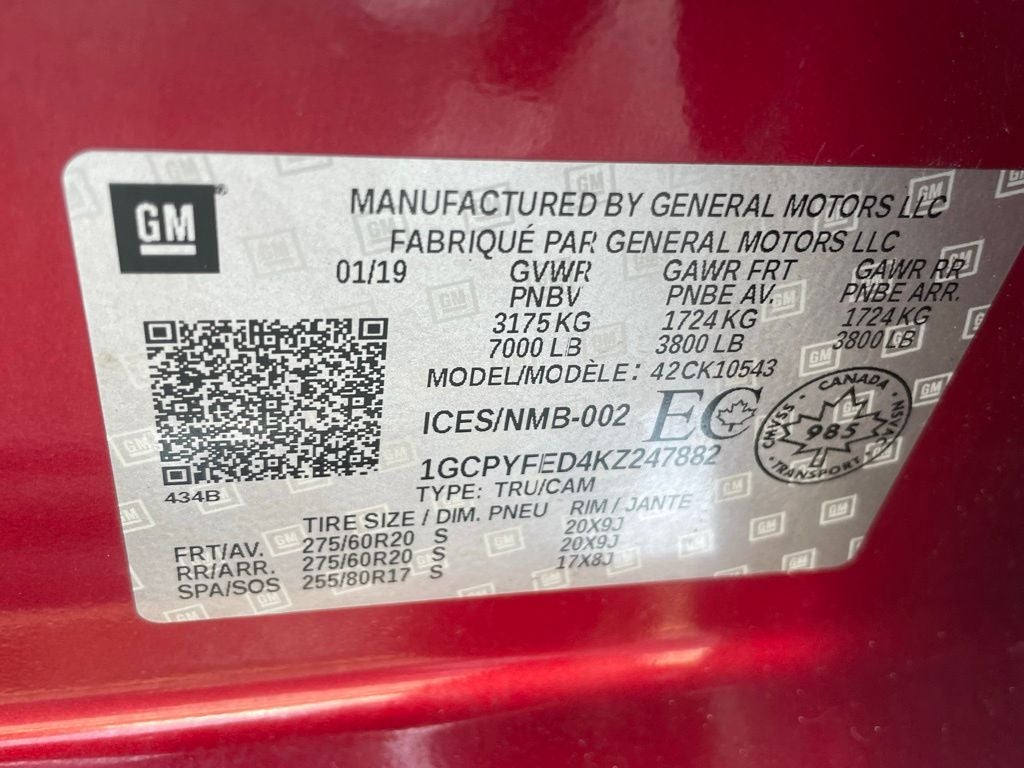 GM
MANUFACTURED BY GENERAL MOTORS LLC
FABRIQUÉ PAR GENERAL MOTORS LLC
01/19 GVWR GAWR FRT GAWR RR
PNBV PNBE AV. PNBE ARR.
3175 KG 1724 KG 1724 KG
7000 LB 3800 LB 3800 LB
MODEL/MODÈLE: 42CK10543
ICES/NMB-002 EC
CANADA
985
TRANSPORT
NSVAC
CMVSS
1GCPYFED4KZ247882
434B
TYPE: TRU/CAM
TIRE SIZE / DIM. PNEU RIM / JANTE
FRT/AV. 275/60R20 S 20X9J
RR/ARR. 275/60R20 S 20X9J
SPA/SOS 255/80R17 S 17X8J